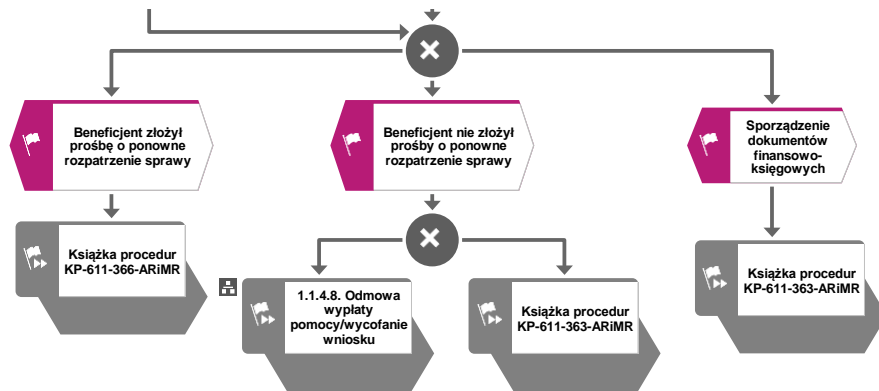 Beneficjent złożył
prośbę o ponowne
rozpatrzenie sprawy
Beneficjent nie złożył
prośby o ponowne
rozpatrzenie sprawy
Sporządzenie
dokumentów
finansowo-
księgowych
Książka procedur
KP-611-366-ARiMR
1.1.4.8. Odmowa
wypłaty
pomocy/wycofanie
wniosku
Książka procedur
KP-611-363-ARiMR
Książka procedur
KP-611-363-ARiMR